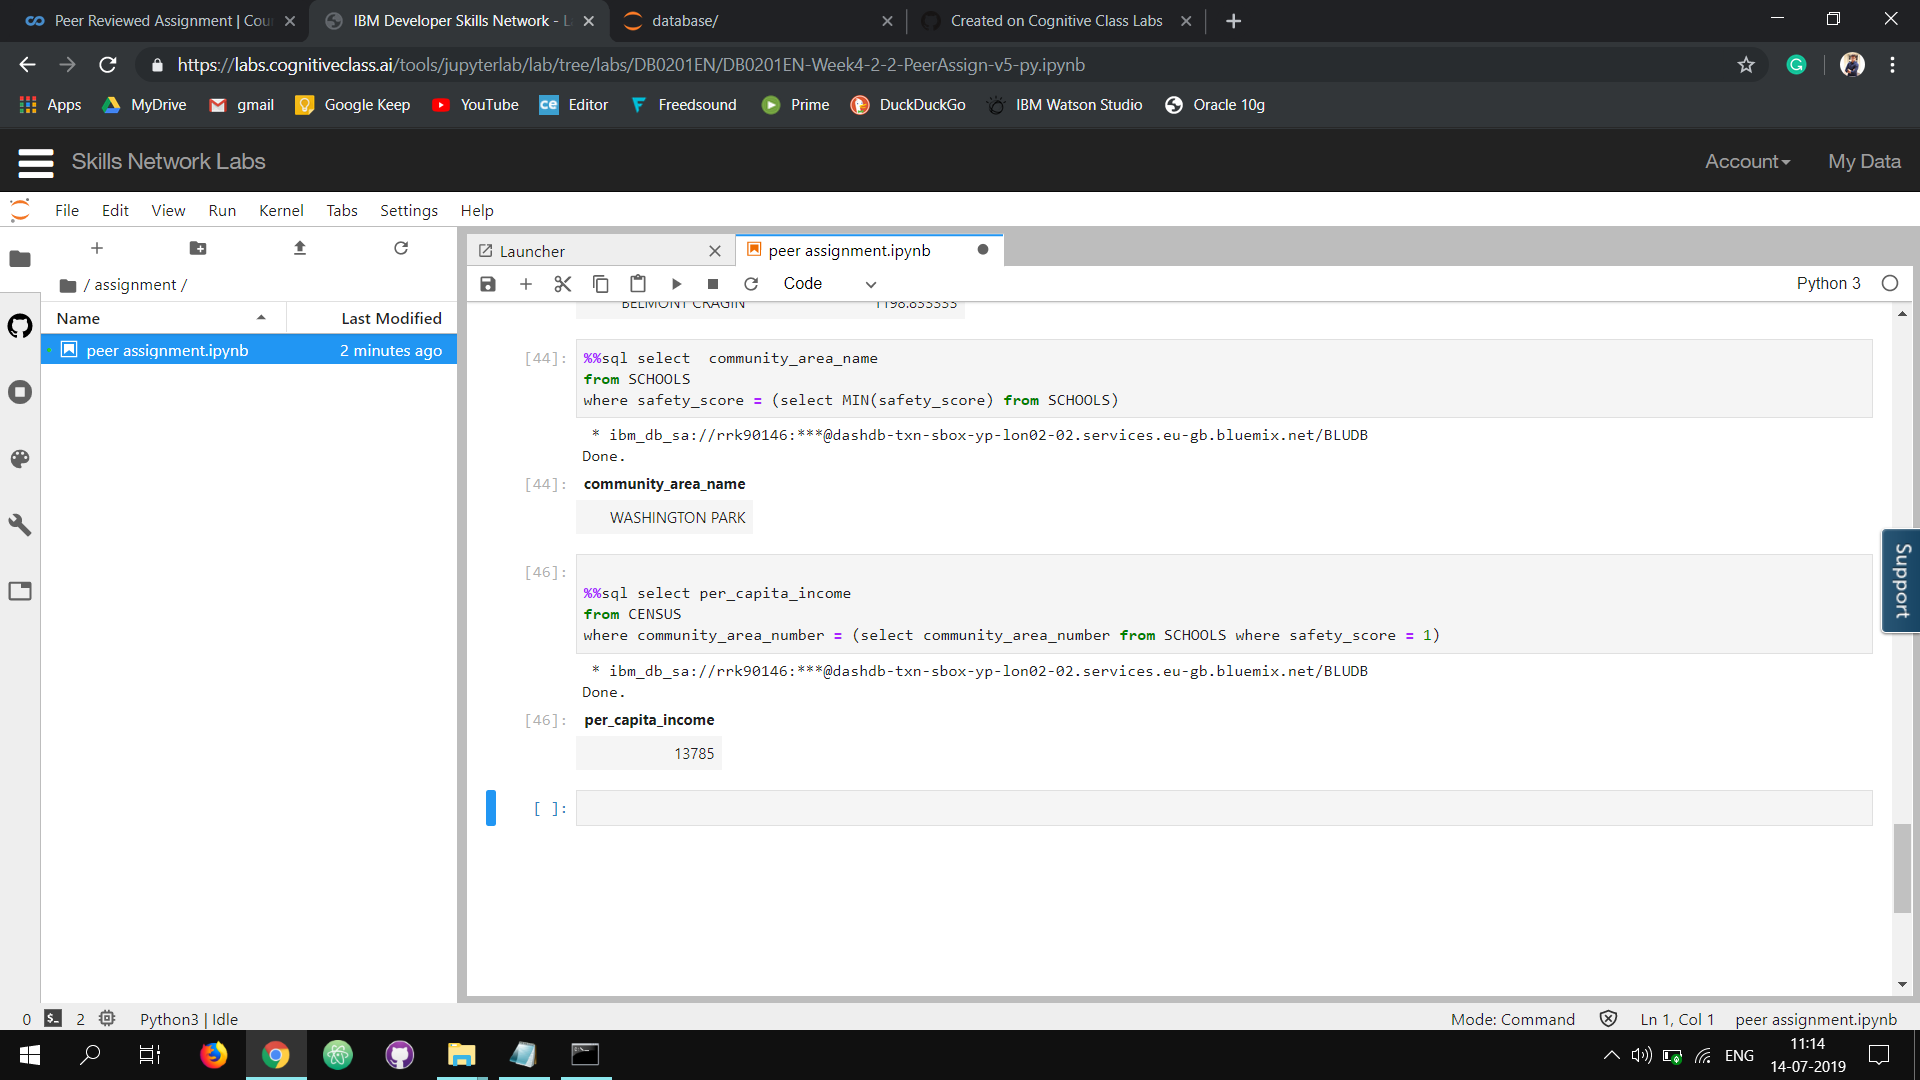 Peer Reviewed Assignment | Cou
IBM Developer Skills Network - L
database/
Created on Cognitive Class Labs
https://labs.cognitiveclass.ai/tools/jupyterlab/lab/tree/labs/DB0201EN/DB0201EN-Week4-2-2-PeerAssign-v5-py.ipynb
Apps MyDrive gmail Google Keep YouTube ce Editor Freedsound Prime DuckDuckGo IBM Watson Studio Oracle 10g
Skills Network Labs Account My Data
File Edit View Run Kernel Tabs Settings Help
Launcher peer assignment.ipynb
/ assignment /
Code Python 3
Name Last Modified
peer assignment.ipynb 2 minutes ago
BELMONT CRAGIN 1198.833333
[44]: %%sql select  community_area_name
from SCHOOLS
where safety_score = (select MIN(safety_score) from SCHOOLS)
* ibm_db_sa://rrk90146:***@dashdb-txn-sbox-yp-lon02-02.services.eu-gb.bluemix.net/BLUDB
Done.
[44]: community_area_name
WASHINGTON PARK
[46]:
%%sql select per_capita_income
from CENSUS
where community_area_number = (select community_area_number from SCHOOLS where safety_score = 1)
* ibm_db_sa://rrk90146:***@dashdb-txn-sbox-yp-lon02-02.services.eu-gb.bluemix.net/BLUDB
Done.
[46]: per_capita_income
13785
[ ]:
Support
0 $_ 2 Python3 | Idle Mode: Command Ln 1, Col 1 peer assignment.ipynb
ENG
11:14
14-07-2019